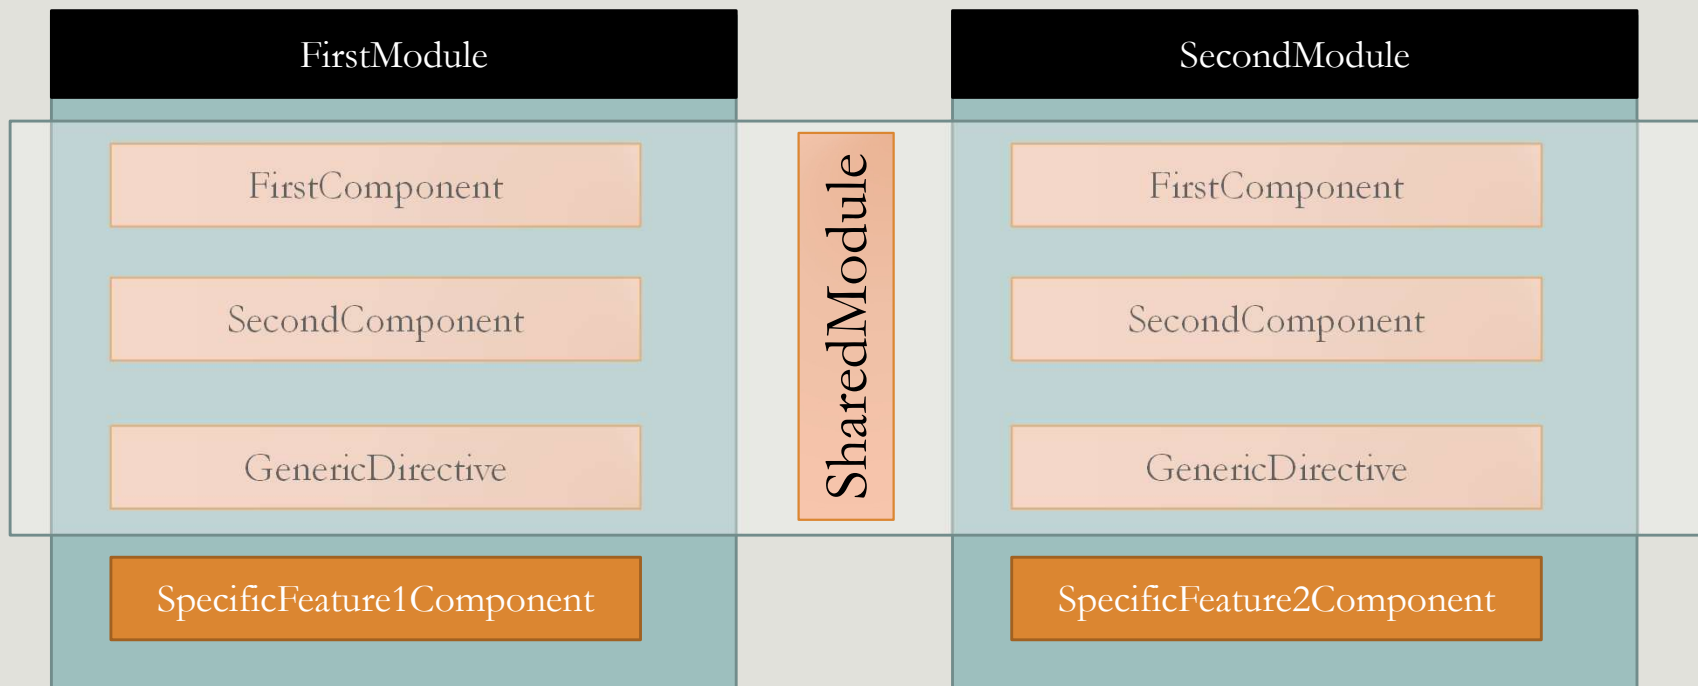 FirstModule
FirstComponent
SecondComponent
GenericDirective
SpecificFeature1Component
SharedModule
SecondModule
FirstComponent
SecondComponent
GenericDirective
SpecificFeature2Component